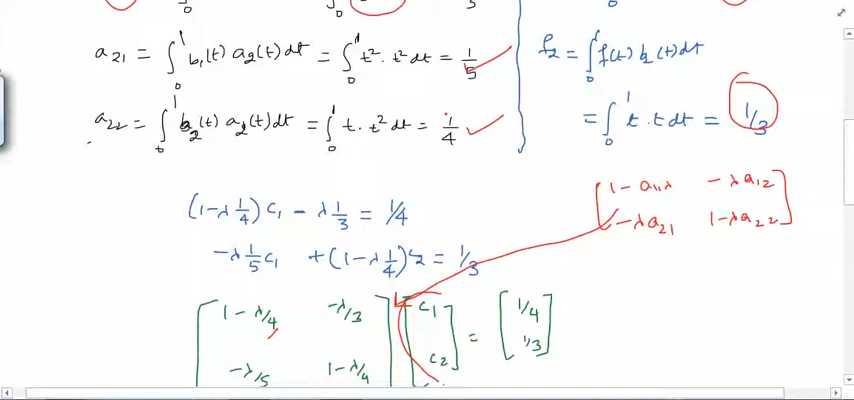 a₂₁ = ∫₀¹ b₁(t) a₂(t) dt = ∫₀¹ t² · t² dt = 1/5
f₂ = ∫₀¹ f(t) b₂(t) dt
a₂₂ = ∫₀¹ b₂(t) a₂(t) dt = ∫₀¹ t · t² dt = 1/4
= ∫₀¹ t · t dt = 1/3
[1 - a₁₁λ  -λa₁₂]
[-λa₂₁  1-λa₂₂]
(1-λ 1/4) c₁ - λ 1/3 = 1/4
-λ 1/5 c₁ + (1-λ 1/4) c₂ = 1/3
[1 - λ/4  -λ/3] [c₁] = [1/4]
[-λ/5  1-λ/4] [c₂] [1/3]